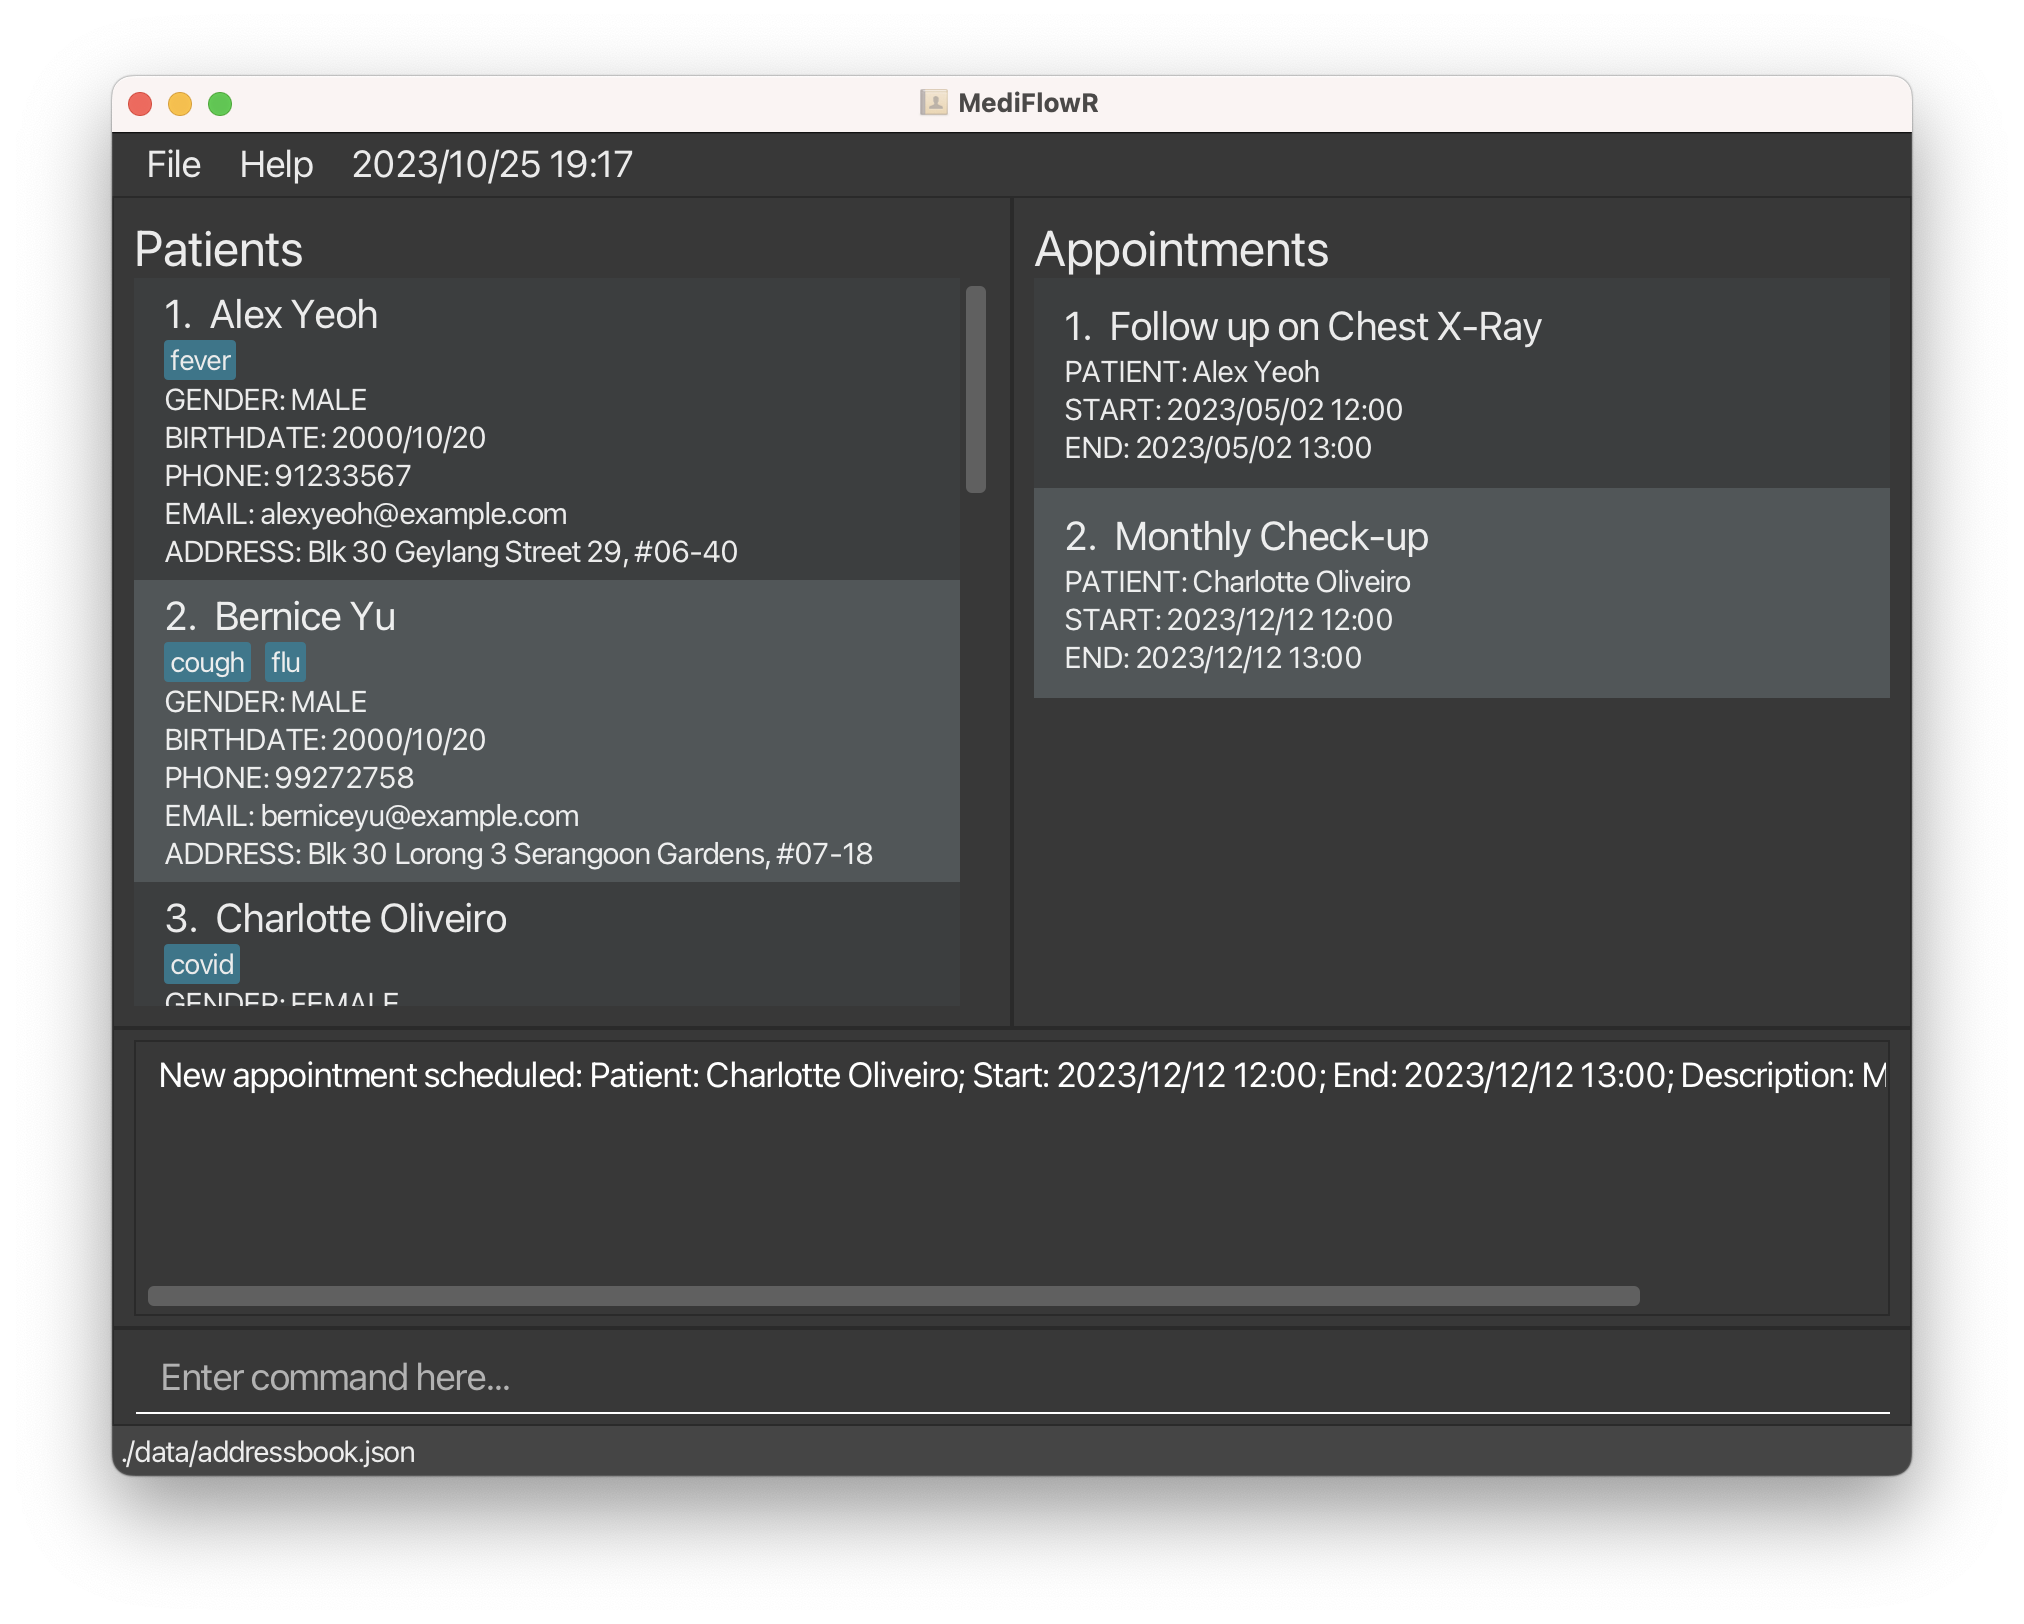 MediFlowR
File Help 2023/10/25 19:17
Patients
1. Alex Yeoh
fever
GENDER: MALE
BIRTHDATE: 2000/10/20
PHONE: 91233567
EMAIL: alexyeoh@example.com
ADDRESS: Blk 30 Geylang Street 29, #06-40
2. Bernice Yu
cough flu
GENDER: MALE
BIRTHDATE: 2000/10/20
PHONE: 99272758
EMAIL: berniceyu@example.com
ADDRESS: Blk 30 Lorong 3 Serangoon Gardens, #07-18
3. Charlotte Oliveiro
covid
GENDER: FEMALE
Appointments
1. Follow up on Chest X-Ray
PATIENT: Alex Yeoh
START: 2023/05/02 12:00
END: 2023/05/02 13:00
2. Monthly Check-up
PATIENT: Charlotte Oliveiro
START: 2023/12/12 12:00
END: 2023/12/12 13:00
New appointment scheduled: Patient: Charlotte Oliveiro; Start: 2023/12/12 12:00; End: 2023/12/12 13:00; Description: M
Enter command here...
./data/addressbook.json